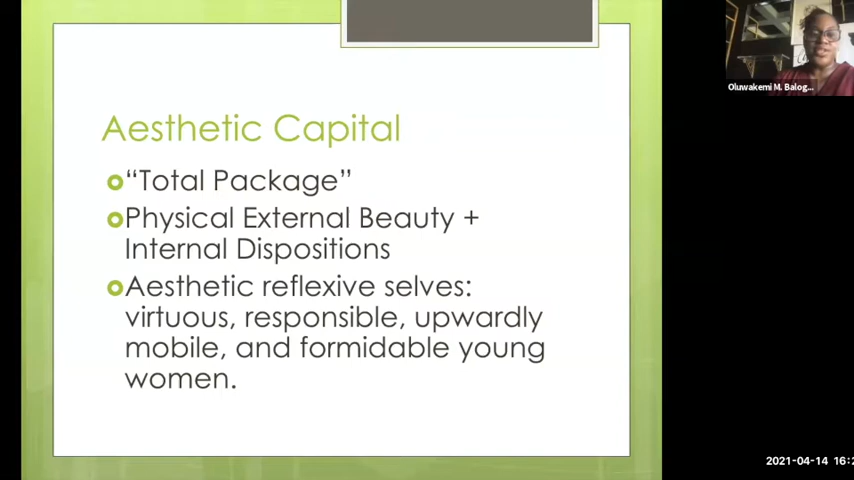 Aesthetic Capital
“Total Package”
Physical External Beauty +
Internal Dispositions
Aesthetic reflexive selves:
virtuous, responsible, upwardly
mobile, and formidable young
women.
Oluwakemi M. Balog...
2021-04-14 16:2